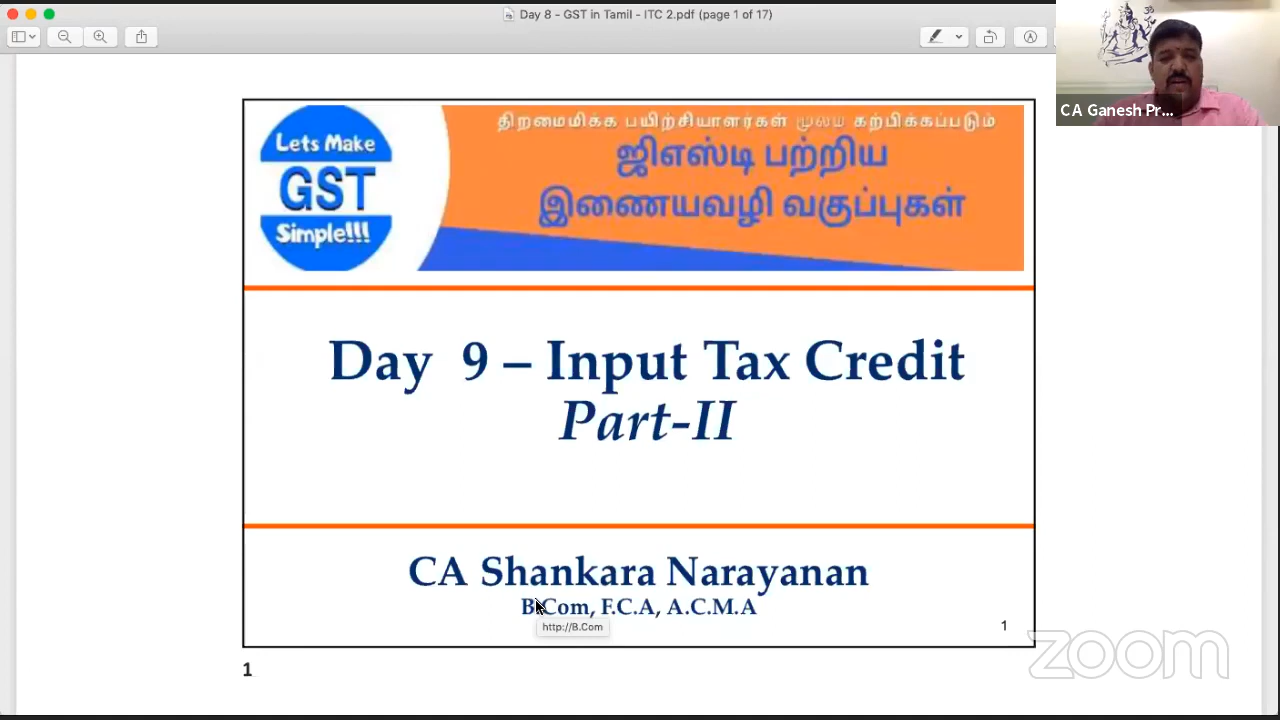 Day 8 - GST in Tamil - ITC 2.pdf (page 1 of 17)
CA Ganesh Pr...
Lets Make
GST
Simple!!!
திறமைமிக்க பயிற்சியாளர்கள் மூலம் கற்பிக்கப்படும்
ஜிஎஸ்டி பற்றிய
இணையவழி வகுப்புகள்
Day 9 – Input Tax Credit
Part-II
CA Shankara Narayanan
B.Com, F.C.A, A.C.M.A
http://B.Com
1
1
zoom